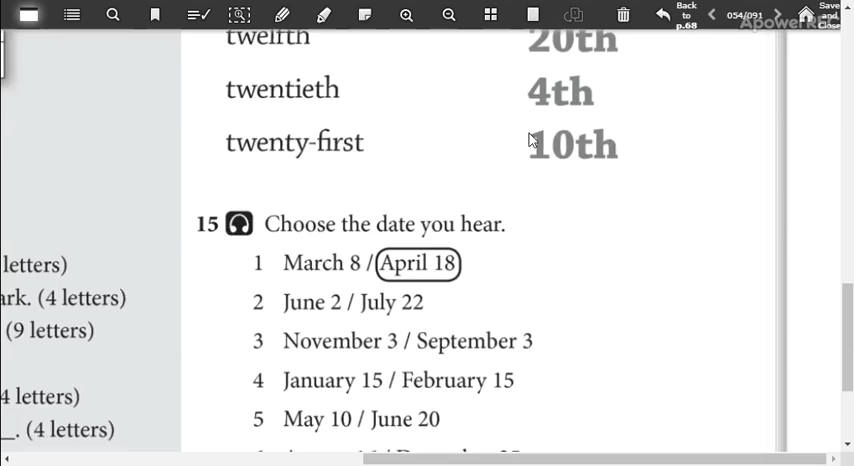 Back to p.68
054/091
Save and Close
twelfth 20th
twentieth 4th
twenty-first 10th
15 Choose the date you hear.
letters)
1 March 8 / April 18
ark. (4 letters)
2 June 2 / July 22
(9 letters)
3 November 3 / September 3
4 January 15 / February 15
4 letters)
5 May 10 / June 20
__. (4 letters)